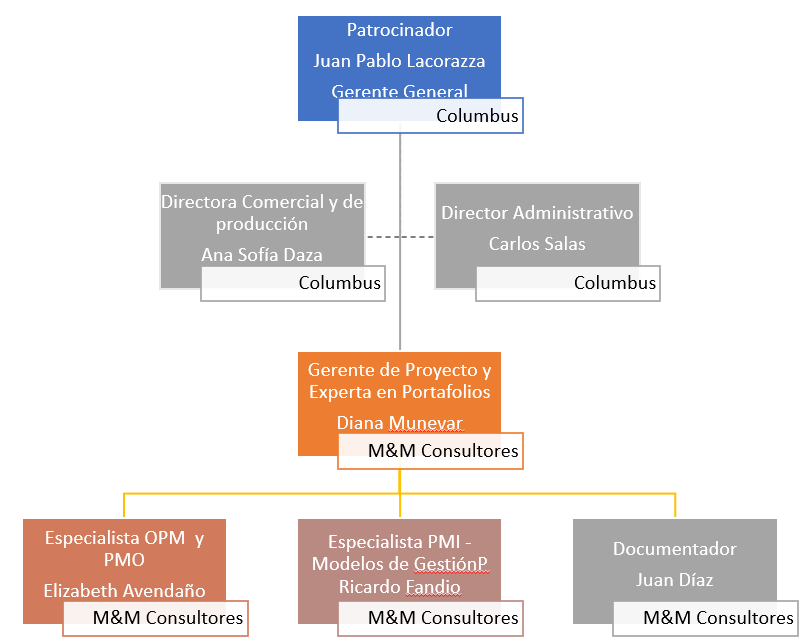 Patrocinador
Juan Pablo Lacorazza
Gerente General
Columbus
Directora Comercial y de
producción
Ana Sofía Daza
Columbus
Director Administrativo
Carlos Salas
Columbus
Gerente de Proyecto y
Experta en Portafolios
Diana Munevar
M&M Consultores
Especialista OPM y
PMO
Elizabeth Avendaño
M&M Consultores
Especialista PMI -
Modelos de GestiónP
Ricardo Fandio
M&M Consultores
Documentador
Juan Díaz
M&M Consultores